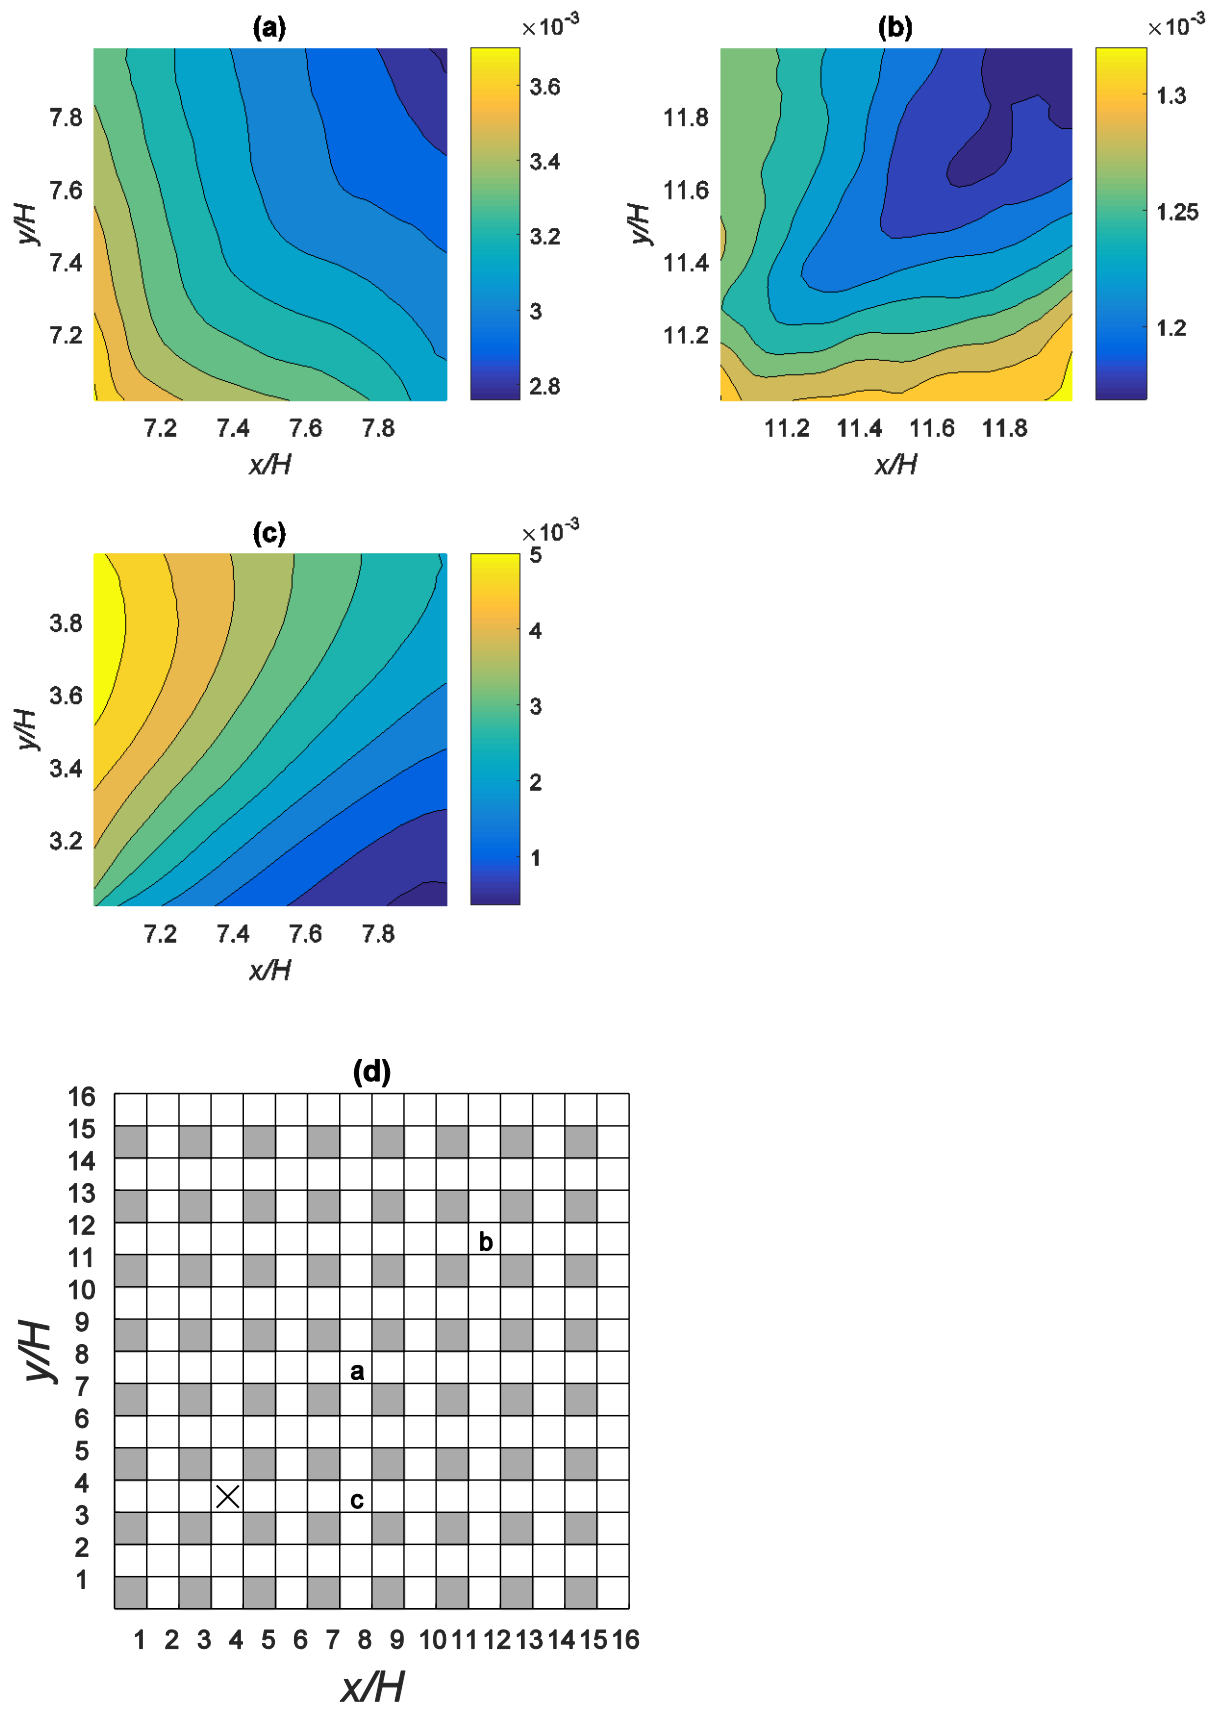 (a)
×10-3
7.8
7.6
7.4
7.2
y/H
7.2 7.4 7.6 7.8
x/H
3.6
3.4
3.2
3
2.8
(b)
×10-3
11.8
11.6
11.4
11.2
y/H
11.2 11.4 11.6 11.8
x/H
1.3
1.25
1.2
(c)
×10-3
3.8
3.6
3.4
3.2
y/H
7.2 7.4 7.6 7.8
x/H
5
4
3
2
1
(d)
16
15
14
13
12
11
10
9
8
7
6
5
4
3
2
1
y/H
b
a
c
1 2 3 4 5 6 7 8 9 10 11 12 13 14 15 16
x/H